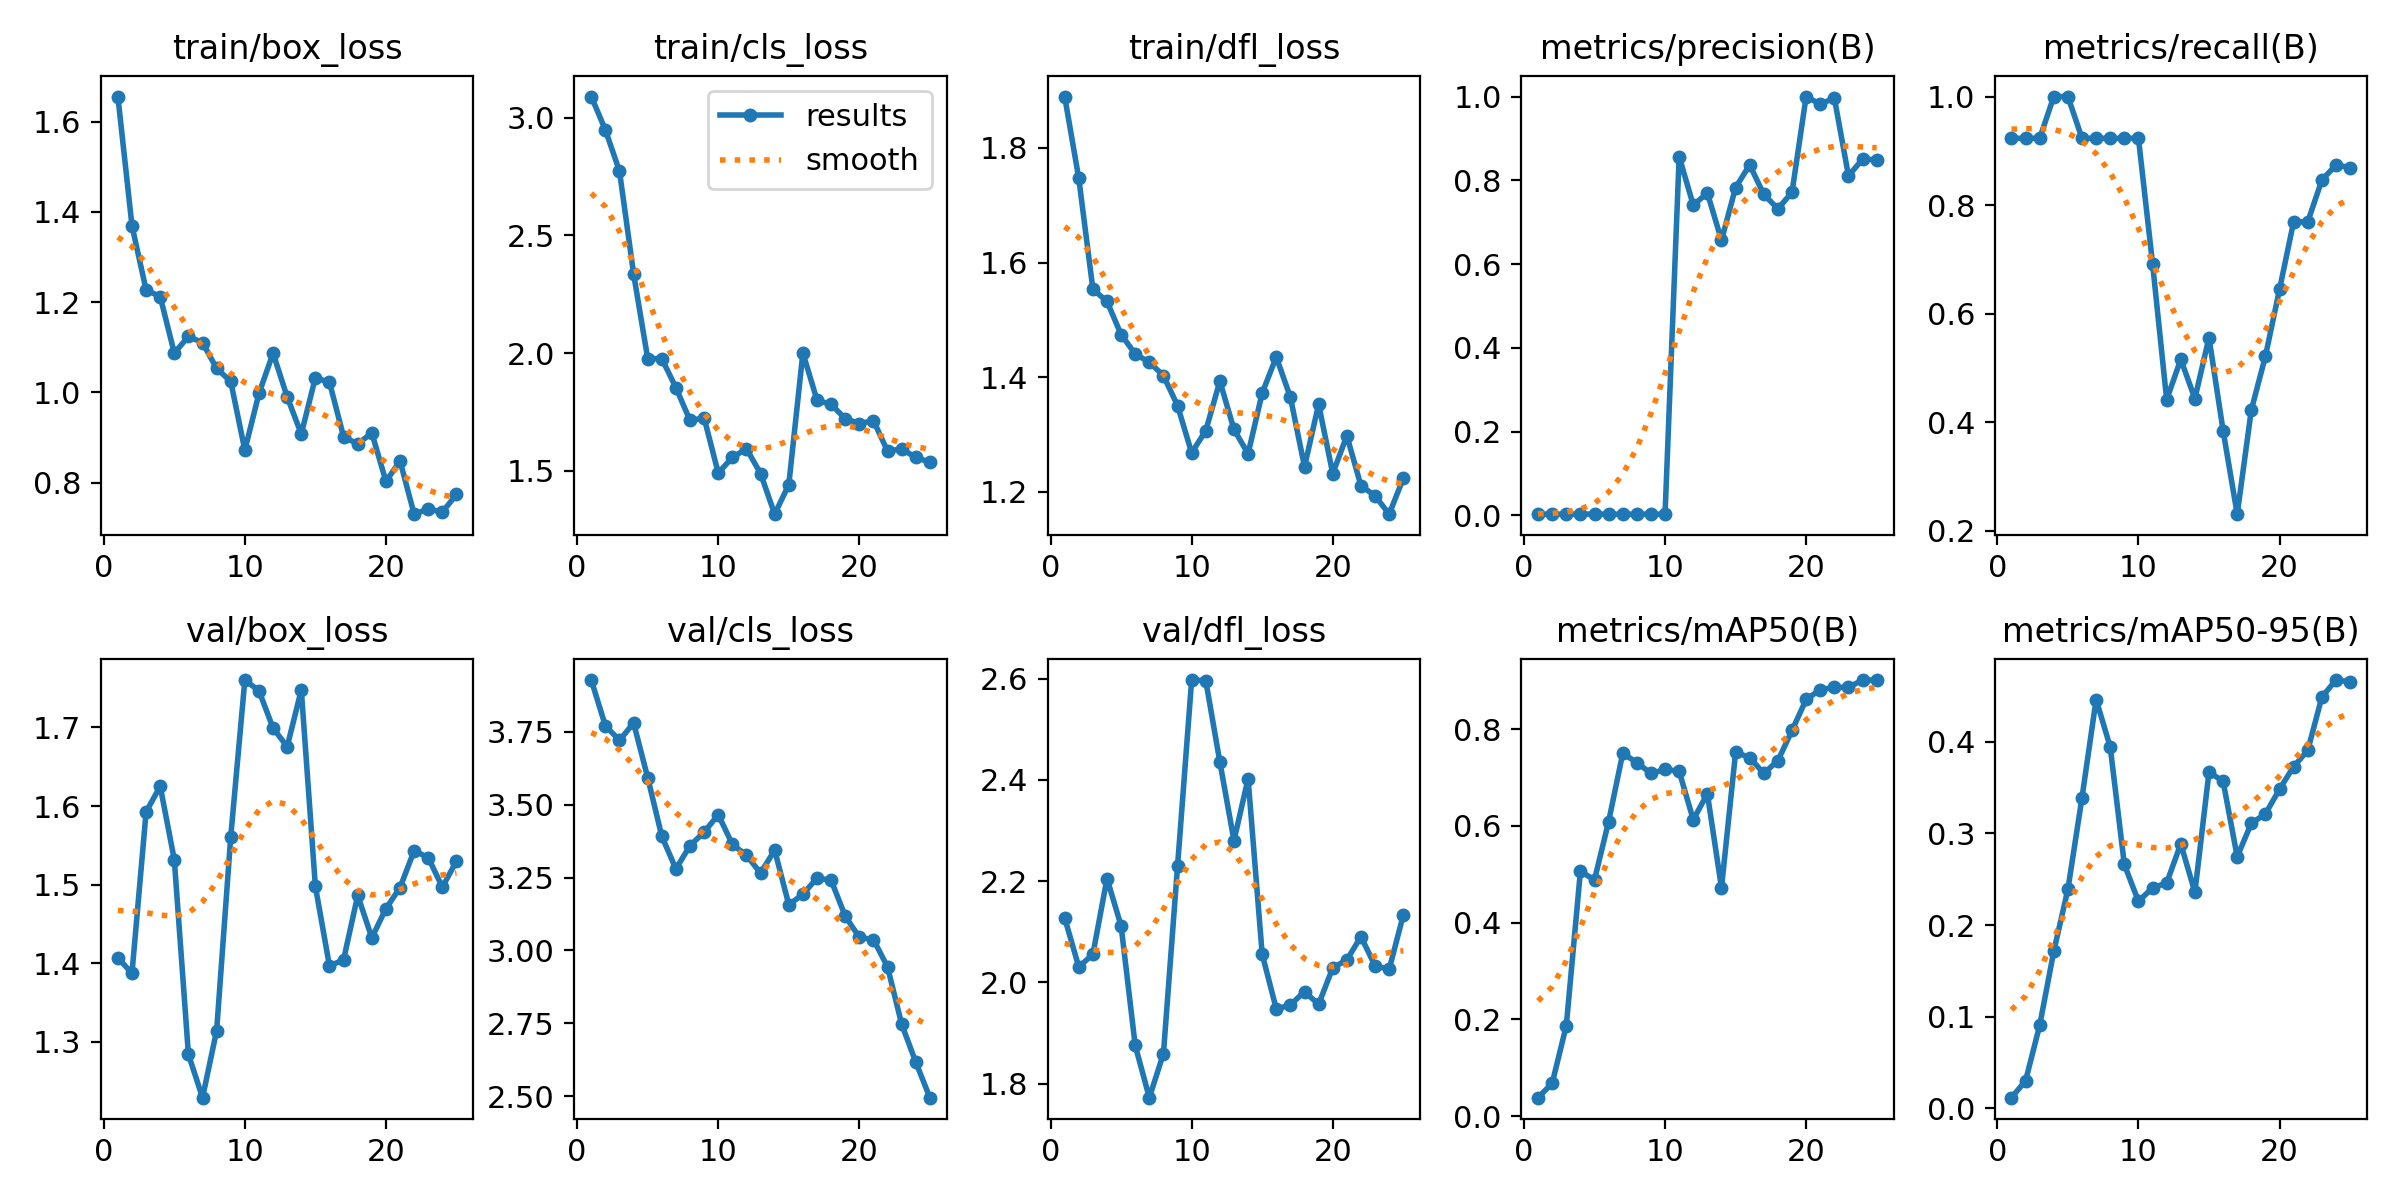 train/box_loss
1.6
1.4
1.2
1.0
0.8
0 10 20
train/cls_loss
results
smooth
3.0
2.5
2.0
1.5
0 10 20
train/dfl_loss
1.8
1.6
1.4
1.2
0 10 20
metrics/precision(B)
1.0
0.8
0.6
0.4
0.2
0.0
0 10 20
metrics/recall(B)
1.0
0.8
0.6
0.4
0.2
0 10 20
val/box_loss
1.7
1.6
1.5
1.4
1.3
0 10 20
val/cls_loss
3.75
3.50
3.25
3.00
2.75
2.50
0 10 20
val/dfl_loss
2.6
2.4
2.2
2.0
1.8
0 10 20
metrics/mAP50(B)
0.8
0.6
0.4
0.2
0.0
0 10 20
metrics/mAP50-95(B)
0.4
0.3
0.2
0.1
0.0
0 10 20